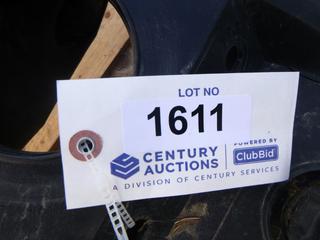 LOT NO
1611
POWERED BY
CENTURY
AUCTIONS
ClubBid
A DIVISION OF CENTURY SERVICES